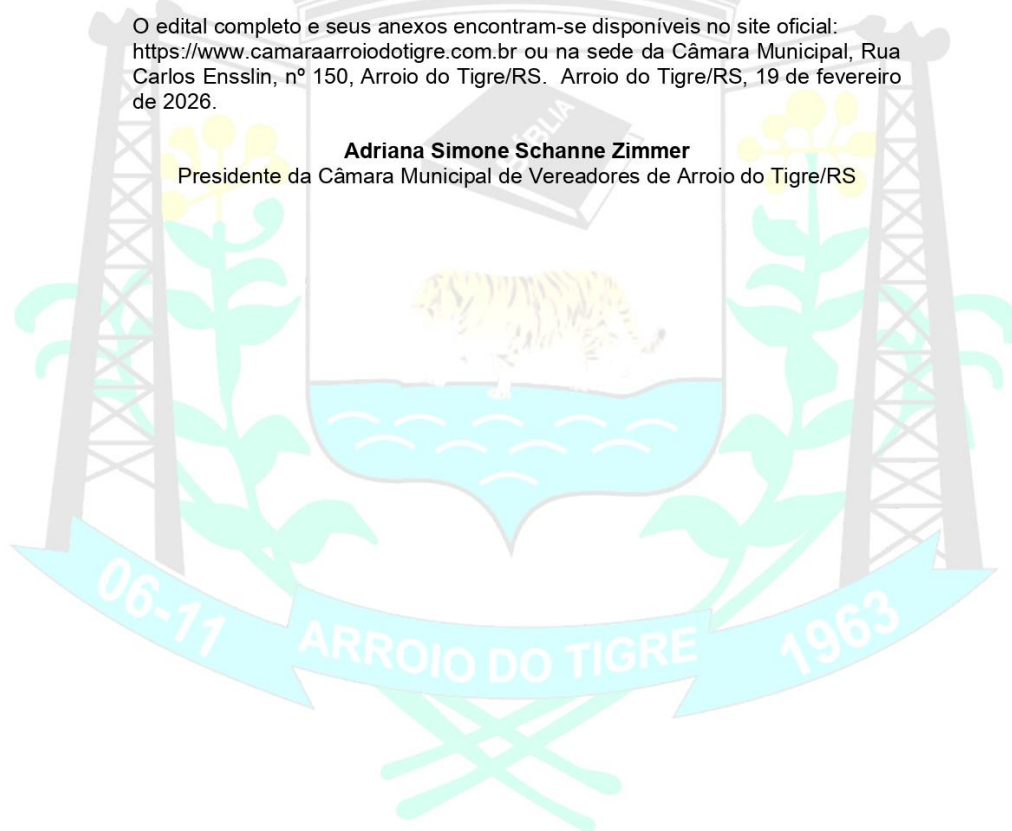 O edital completo e seus anexos encontram-se disponíveis no site oficial:
https://www.camaraarroiodotigre.com.br ou na sede da Câmara Municipal, Rua
Carlos Ensslin, nº 150, Arroio do Tigre/RS. Arroio do Tigre/RS, 19 de fevereiro
de 2026.
Adriana Simone Schanne Zimmer
Presidente da Câmara Municipal de Vereadores de Arroio do Tigre/RS
BÍBLIA
06-11
ARROIO DO TIGRE
1963